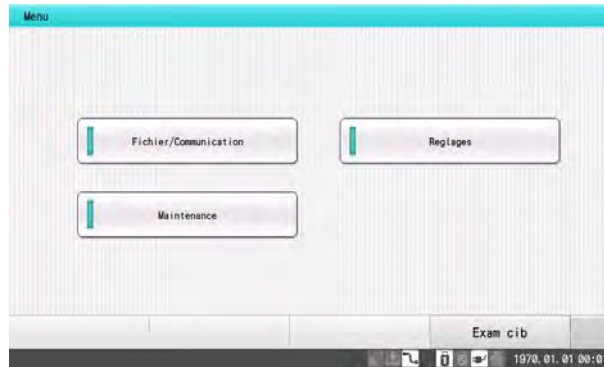 Menu
Fichier/Communication
Reglages
Maintenance
Exam cib
1970.01.01 00:0